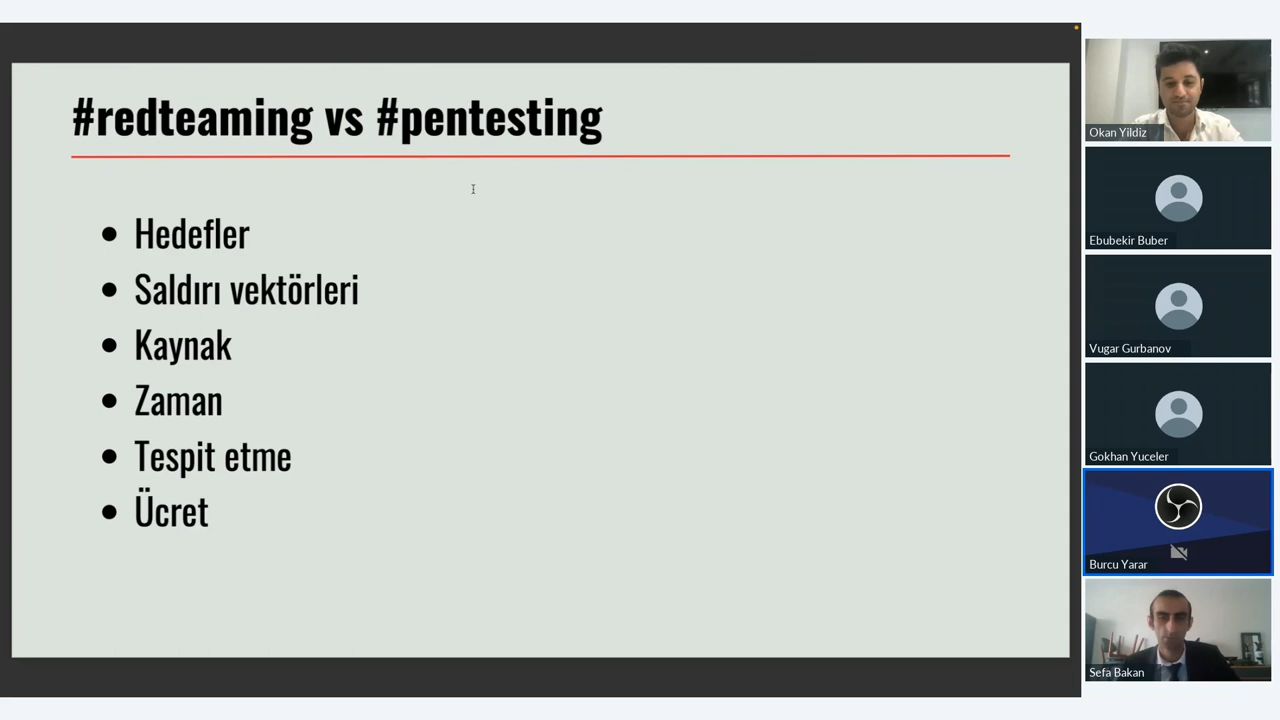 #redteaming vs #pentesting
Hedefler
Saldırı vektörleri
Kaynak
Zaman
Tespit etme
Ücret
Okan Yildiz
Ebubekir Buber
Vugar Gurbanov
Gokhan Yuceler
Burcu Yarar
Sefa Bakan